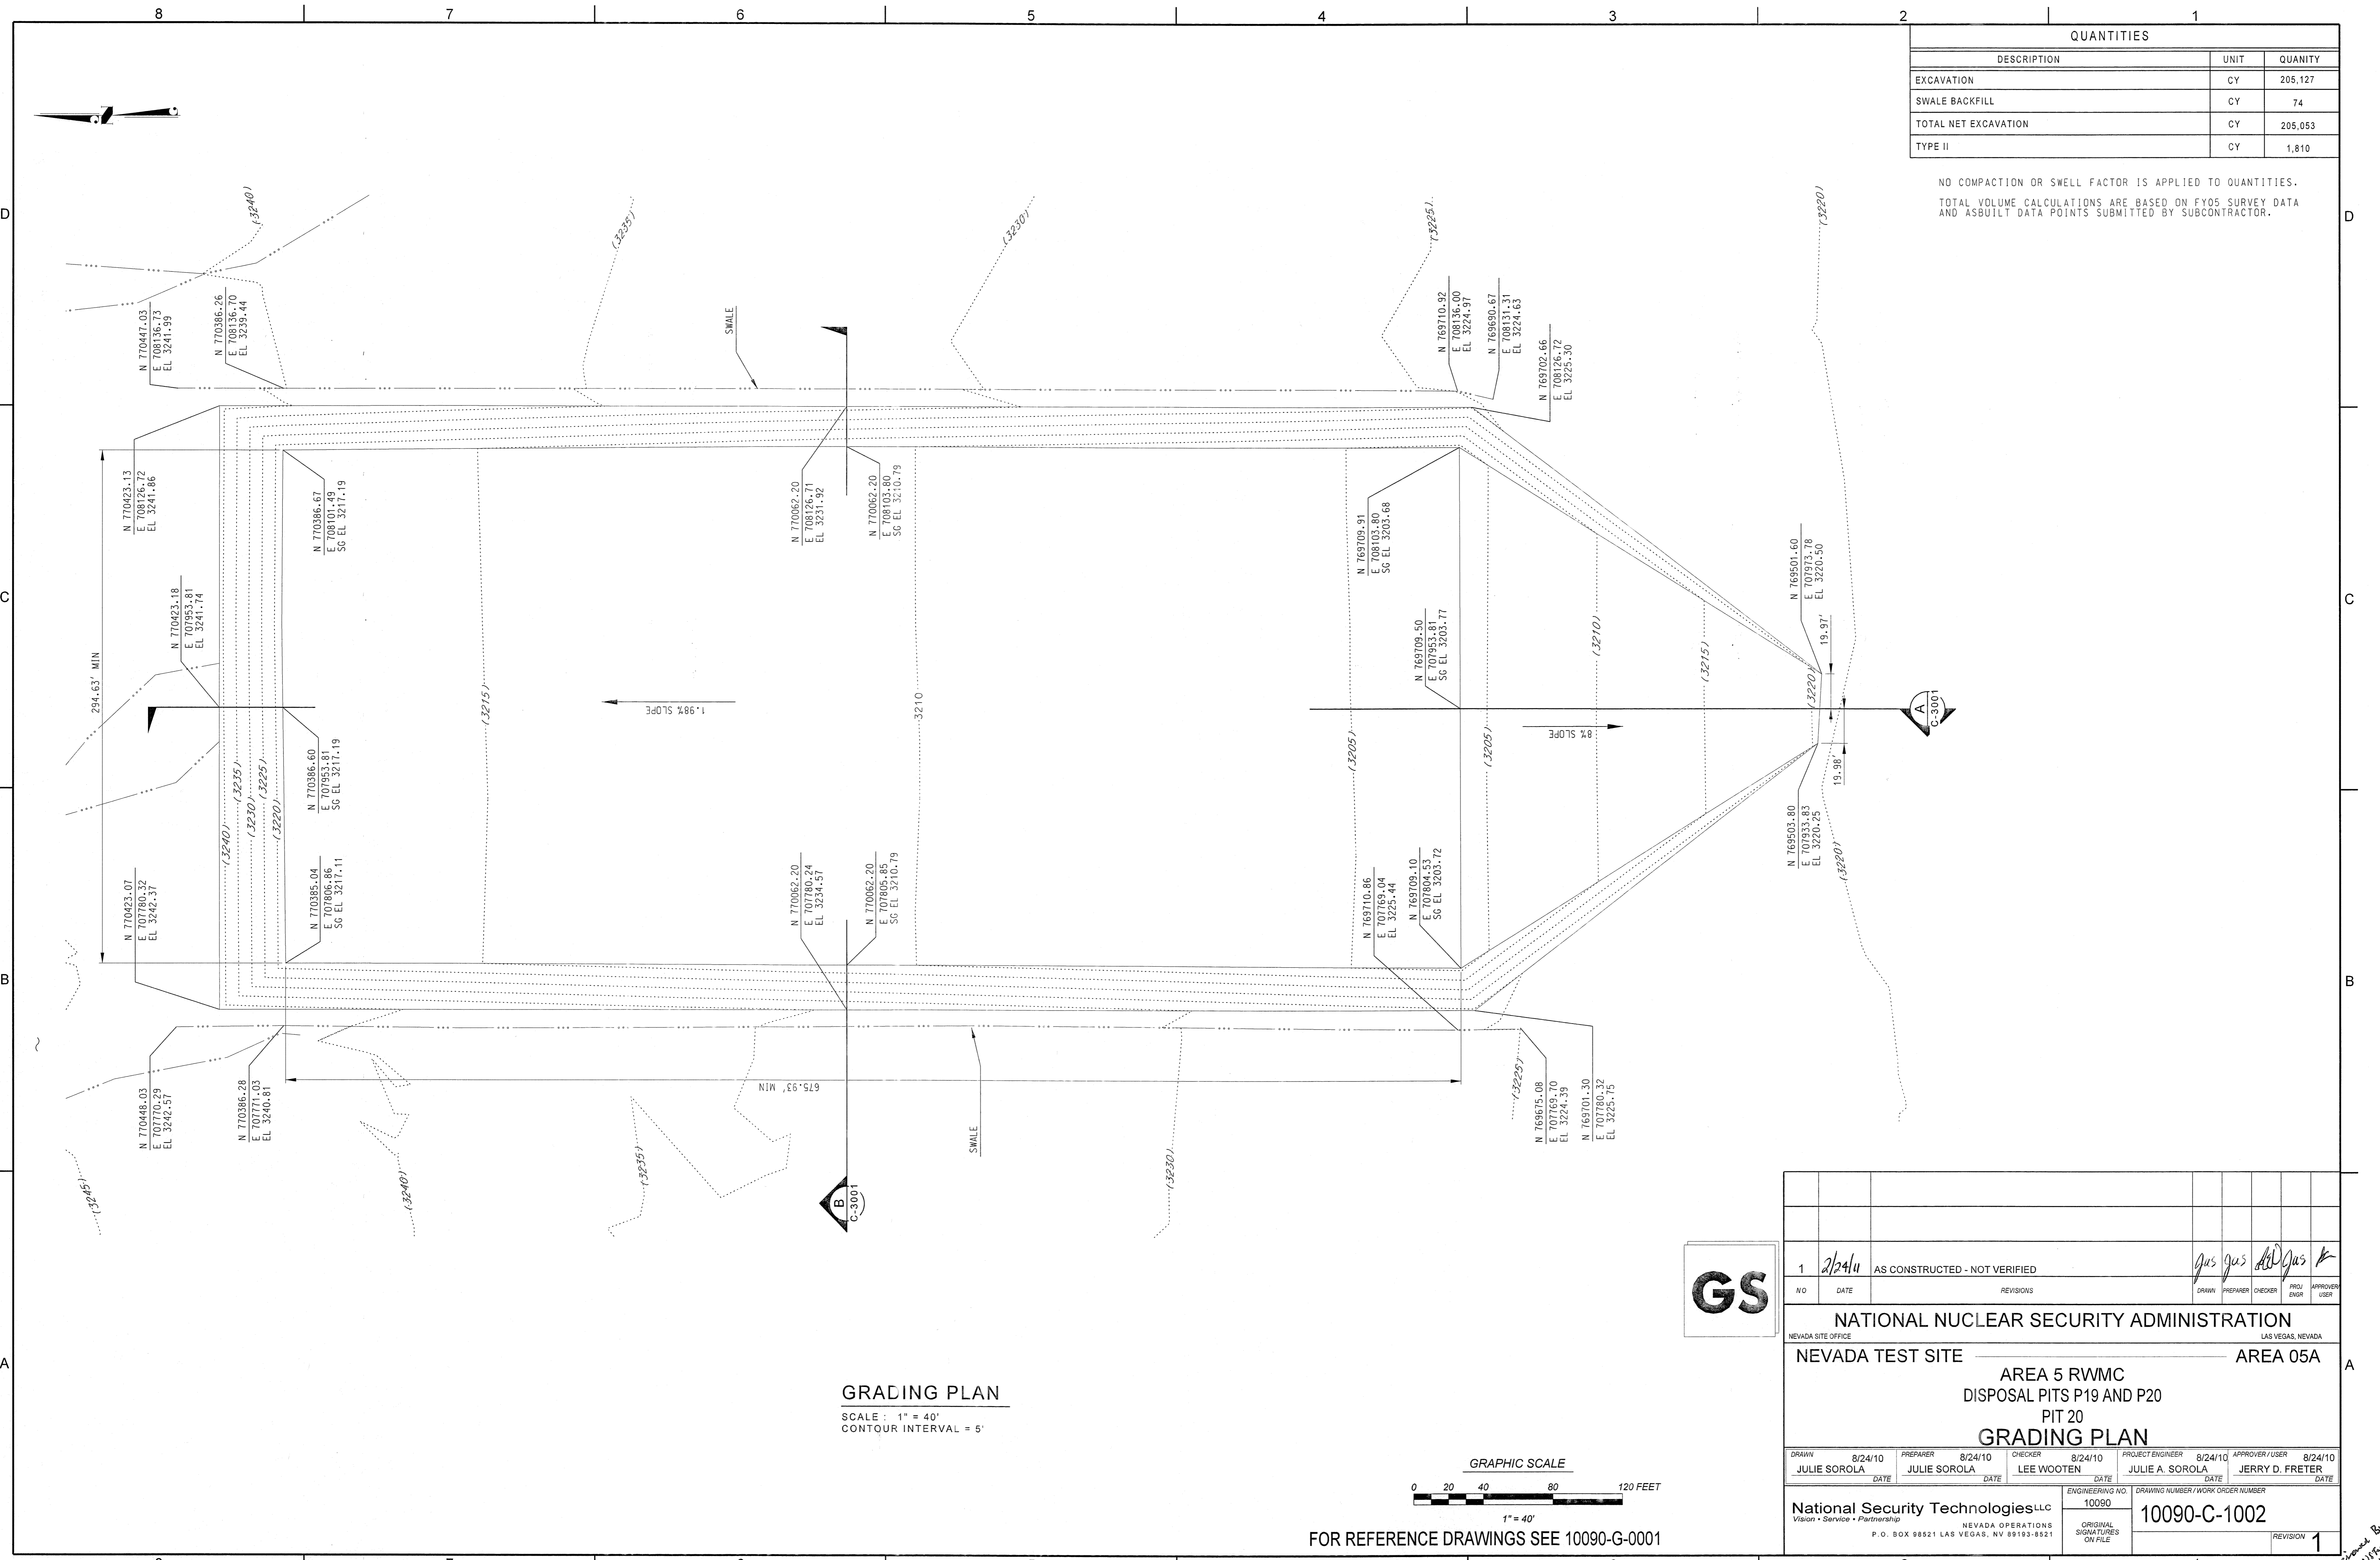 8 7 6 5 4 3 2 1
QUANTITIES
DESCRIPTION UNIT QUANITY
EXCAVATION CY 205,127
SWALE BACKFILL CY 74
TOTAL NET EXCAVATION CY 205,053
TYPE II CY 1,810
NO COMPACTION OR SWELL FACTOR IS APPLIED TO QUANTITIES.
TOTAL VOLUME CALCULATIONS ARE BASED ON FY05 SURVEY DATA
AND ASBUILT DATA POINTS SUBMITTED BY SUBCONTRACTOR.
D D
(3240)
(3235)
(3230)
(3225)
(3220)
N 770447.03
E 708136.73
EL 3241.99
N 770386.26
E 708136.70
EL 3239.44
SWALE
N 769710.92
E 708136.00
EL 3224.97
N 769690.67
E 708131.31
EL 3224.63
N 769702.66
E 708126.72
EL 3225.30
N 770423.13
E 708126.72
EL 3241.86
N 770386.67
E 708101.49
SG EL 3217.19
N 770062.20
E 708126.71
EL 3231.92
N 770062.20
E 708103.80
SG EL 3210.79
N 769709.91
E 708103.80
SG EL 3203.68
N 769501.60
E 707973.78
EL 3220.50
C C
N 770423.18
E 707953.81
EL 3241.74
294.63' MIN
N 769709.50
E 707953.81
SG EL 3203.77
19.97'
(3215)
1.98% SLOPE
3210
(3205)
(3205)
8% SLOPE
(3210)
(3215)
(3220)
A
C-3001
N 770386.60
E 707953.81
SG EL 3217.19
(3240)
(3235)
(3230)
(3225)
(3220)
19.98'
N 769503.80
E 707933.83
EL 3220.25
(3220)
N 770423.07
E 707780.32
EL 3242.37
N 770385.04
E 707806.86
SG EL 3217.11
N 770062.20
E 707780.24
EL 3234.57
N 770062.20
E 707805.85
SG EL 3210.79
N 769710.86
E 707769.04
EL 3225.44
N 769709.10
E 707804.53
SG EL 3203.72
B B
N 770448.03
E 707770.29
EL 3242.57
N 770386.28
E 707771.03
EL 3240.81
675.93' MIN
SWALE
(3225)
N 769675.08
E 707769.70
EL 3224.39
N 769701.30
E 707780.32
EL 3225.75
(3245)
(3240)
(3235)
(3230)
B
C-3001
GS
1 2/24/11 AS CONSTRUCTED - NOT VERIFIED
NO DATE REVISIONS DRAWN PREPARER CHECKER PROJ ENGR APPROVER/ USER
NATIONAL NUCLEAR SECURITY ADMINISTRATION
NEVADA SITE OFFICE LAS VEGAS, NEVADA
NEVADA TEST SITE AREA 05A
A A
AREA 5 RWMC
DISPOSAL PITS P19 AND P20
PIT 20
GRADING PLAN
GRADING PLAN
SCALE : 1" = 40'
CONTOUR INTERVAL = 5'
GRAPHIC SCALE
0 20 40 80 120 FEET
1" = 40'
FOR REFERENCE DRAWINGS SEE 10090-G-0001
DRAWN 8/24/10 PREPARER 8/24/10 CHECKER 8/24/10 PROJECT ENGINEER 8/24/10 APPROVER / USER 8/24/10
JULIE SOROLA JULIE SOROLA LEE WOOTEN JULIE A. SOROLA JERRY D. FRETER
DATE DATE DATE DATE DATE
National Security Technologies LLC
Vision • Service • Partnership
NEVADA OPERATIONS
P.O. BOX 98521 LAS VEGAS, NV 89193-8521
ENGINEERING NO.
10090
ORIGINAL
SIGNATURES
ON FILE
DRAWING NUMBER / WORK ORDER NUMBER
10090-C-1002
REVISION 1